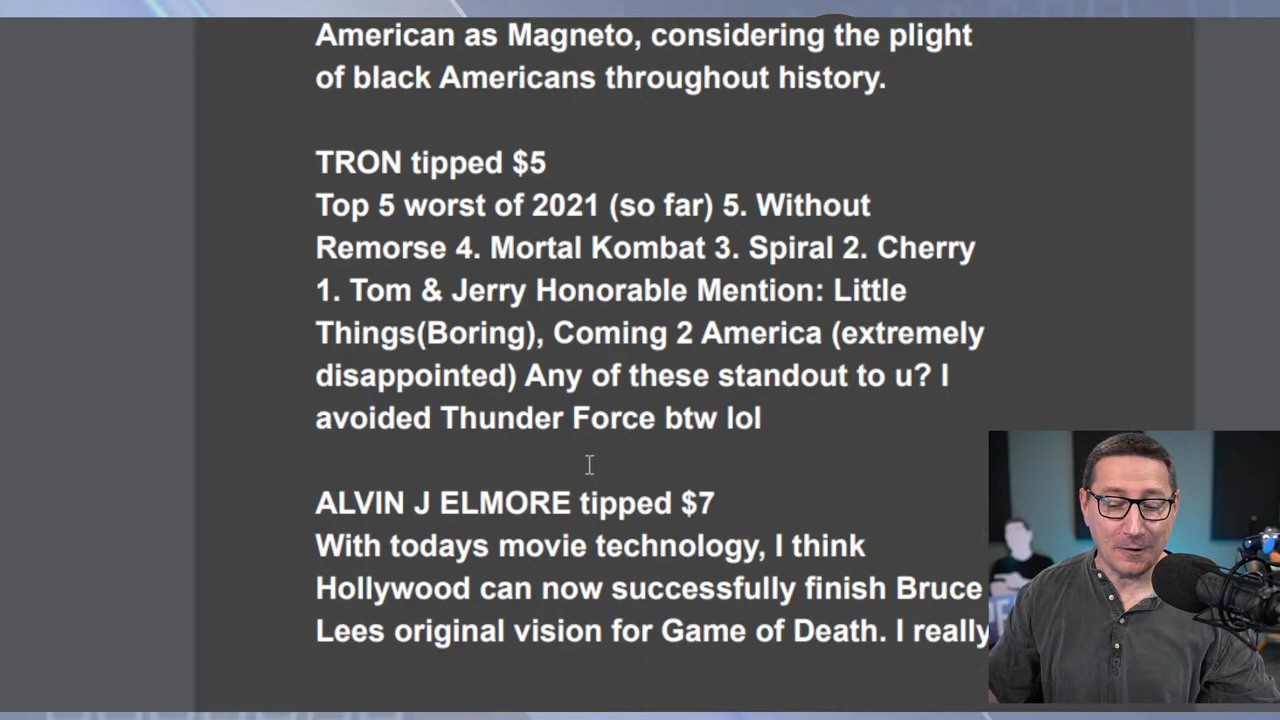 American as Magneto, considering the plight
of black Americans throughout history.
TRON tipped $5
Top 5 worst of 2021 (so far) 5. Without
Remorse 4. Mortal Kombat 3. Spiral 2. Cherry
1. Tom & Jerry Honorable Mention: Little
Things(Boring), Coming 2 America (extremely
disappointed) Any of these standout to u? I
avoided Thunder Force btw lol
ALVIN J ELMORE tipped $7
With todays movie technology, I think
Hollywood can now successfully finish Bruce
Lees original vision for Game of Death. I really